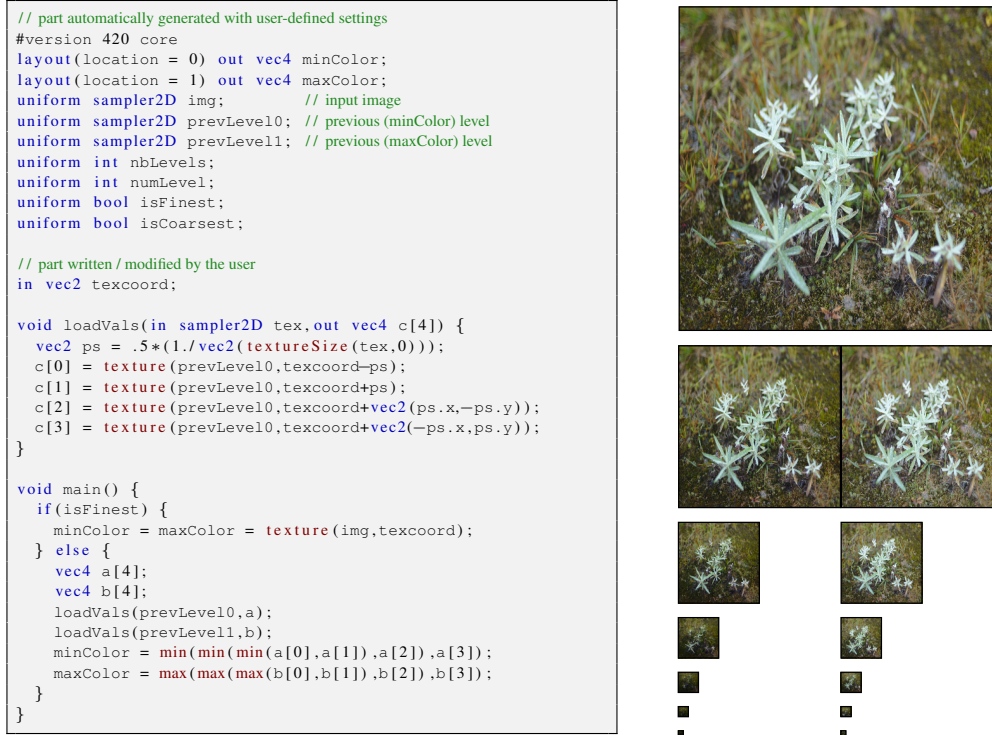 // part automatically generated with user-defined settings
#version 420 core
layout(location = 0) out vec4 minColor;
layout(location = 1) out vec4 maxColor;
uniform sampler2D img; // input image
uniform sampler2D prevLevel0; // previous (minColor) level
uniform sampler2D prevLevel1; // previous (maxColor) level
uniform int nbLevels;
uniform int numLevel;
uniform bool isFinest;
uniform bool isCoarsest;

// part written / modified by the user
in vec2 texcoord;

void loadVals(in sampler2D tex,out vec4 c[4]) {
  vec2 ps = .5*(1./vec2(textureSize(tex,0)));
  c[0] = texture(prevLevel0,texcoord−ps);
  c[1] = texture(prevLevel0,texcoord+ps);
  c[2] = texture(prevLevel0,texcoord+vec2(ps.x,−ps.y));
  c[3] = texture(prevLevel0,texcoord+vec2(−ps.x,ps.y));
}

void main() {
  if(isFinest) {
    minColor = maxColor = texture(img,texcoord);
  } else {
    vec4 a[4];
    vec4 b[4];
    loadVals(prevLevel0,a);
    loadVals(prevLevel1,b);
    minColor = min(min(min(a[0],a[1]),a[2]),a[3]);
    maxColor = max(max(max(b[0],b[1]),b[2]),b[3]);
  }
}